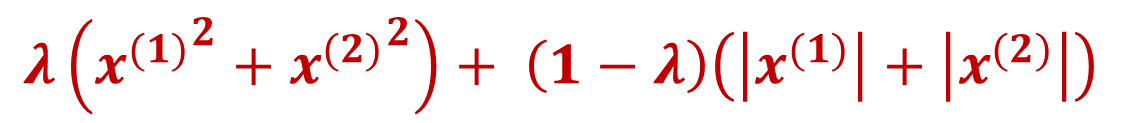 λ(x⁽¹⁾² + x⁽²⁾²) + (1 − λ)(|x⁽¹⁾| + |x⁽²⁾|)